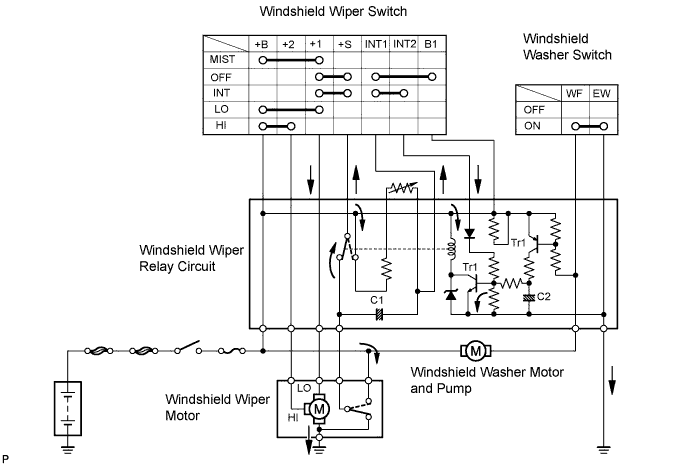 Windshield Wiper Switch
Windshield
Washer Switch
+B +2 +1 +S INT1 INT2 B1
MIST
OFF
INT
LO
HI
WF EW
OFF
ON
Windshield Wiper
Relay Circuit
Tr1
Tr1
C1
C2
Windshield Washer Motor
and Pump
M
Windshield Wiper
Motor
LO
HI
M
P